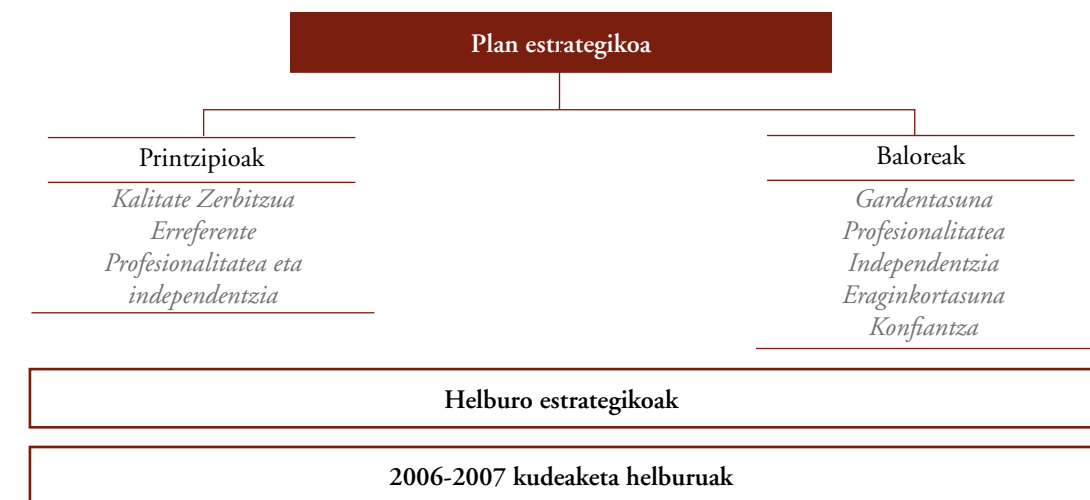 Plan estrategikoa
Printzipioak
Kalitate Zerbitzua
Erreferente
Profesionalitatea eta
independentzia
Baloreak
Gardentasuna
Profesionalitatea
Independentzia
Eraginkortasuna
Konfiantza
Helburo estrategikoak
2006-2007 kudeaketa helburuak